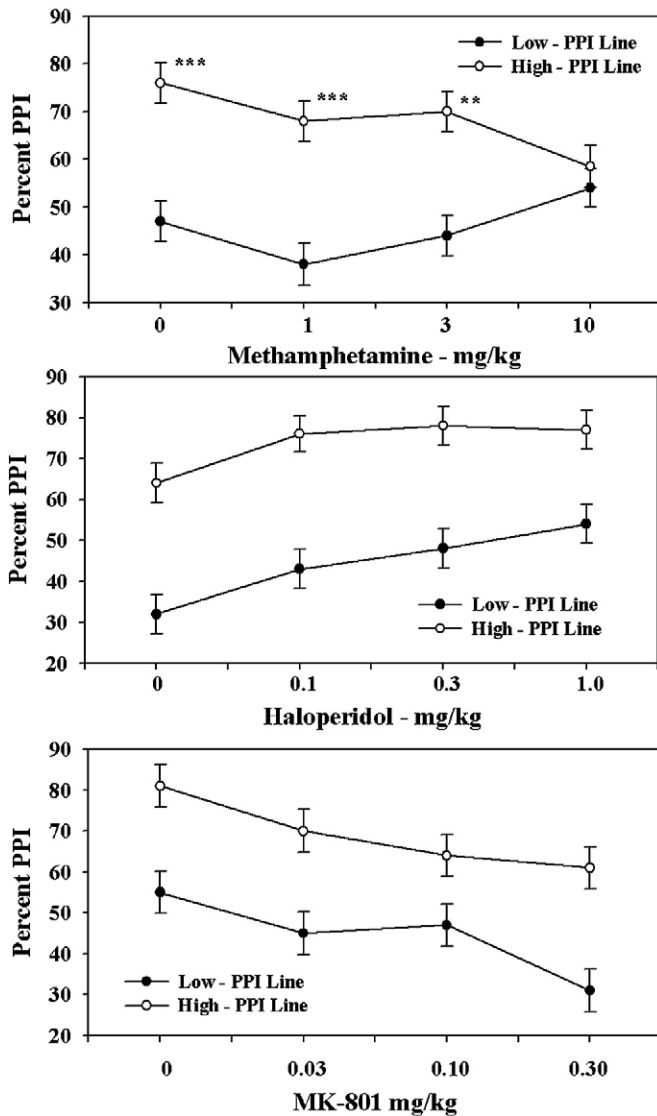 90
80
70
60
50
40
30
Percent PPI
Low - PPI Line
High - PPI Line
***
***
**
0 1 3 10
Methamphetamine - mg/kg
90
80
70
60
50
40
30
20
Percent PPI
Low - PPI Line
High - PPI Line
0 0.1 0.3 1.0
Haloperidol - mg/kg
90
80
70
60
50
40
30
20
Percent PPI
Low - PPI Line
High - PPI Line
0 0.03 0.10 0.30
MK-801 mg/kg